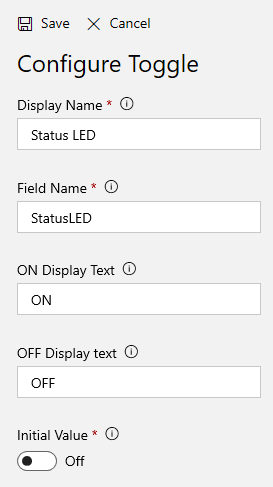 Save Cancel
Configure Toggle
Display Name *
Status LED
Field Name *
StatusLED
ON Display Text
ON
OFF Display text
OFF
Initial Value *
Off